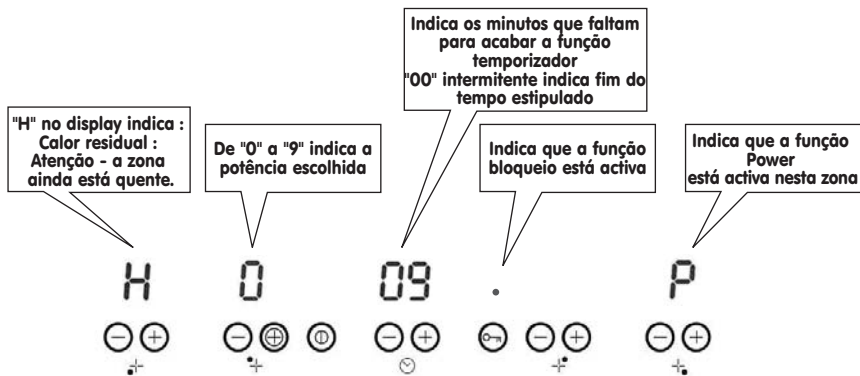 Indica os minutos que faltam
para acabar a função
temporizador
"00" intermitente indica fim do
tempo estipulado
"H" no display indica :
Calor residual :
Atenção - a zona
ainda está quente.
De "0" a "9" indica a
potência escolhida
Indica que a função
bloqueio está activa
Indica que a função
Power
está activa nesta zona
H 0 09 . P